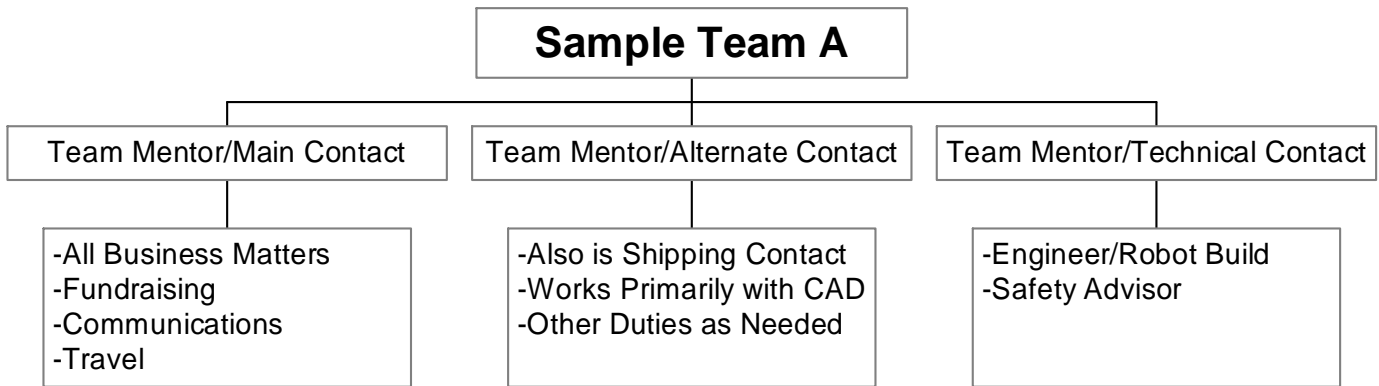 Sample Team A
Team Mentor/Main Contact
Team Mentor/Alternate Contact
Team Mentor/Technical Contact
-All Business Matters
-Fundraising
-Communications
-Travel
-Also is Shipping Contact
-Works Primarily with CAD
-Other Duties as Needed
-Engineer/Robot Build
-Safety Advisor